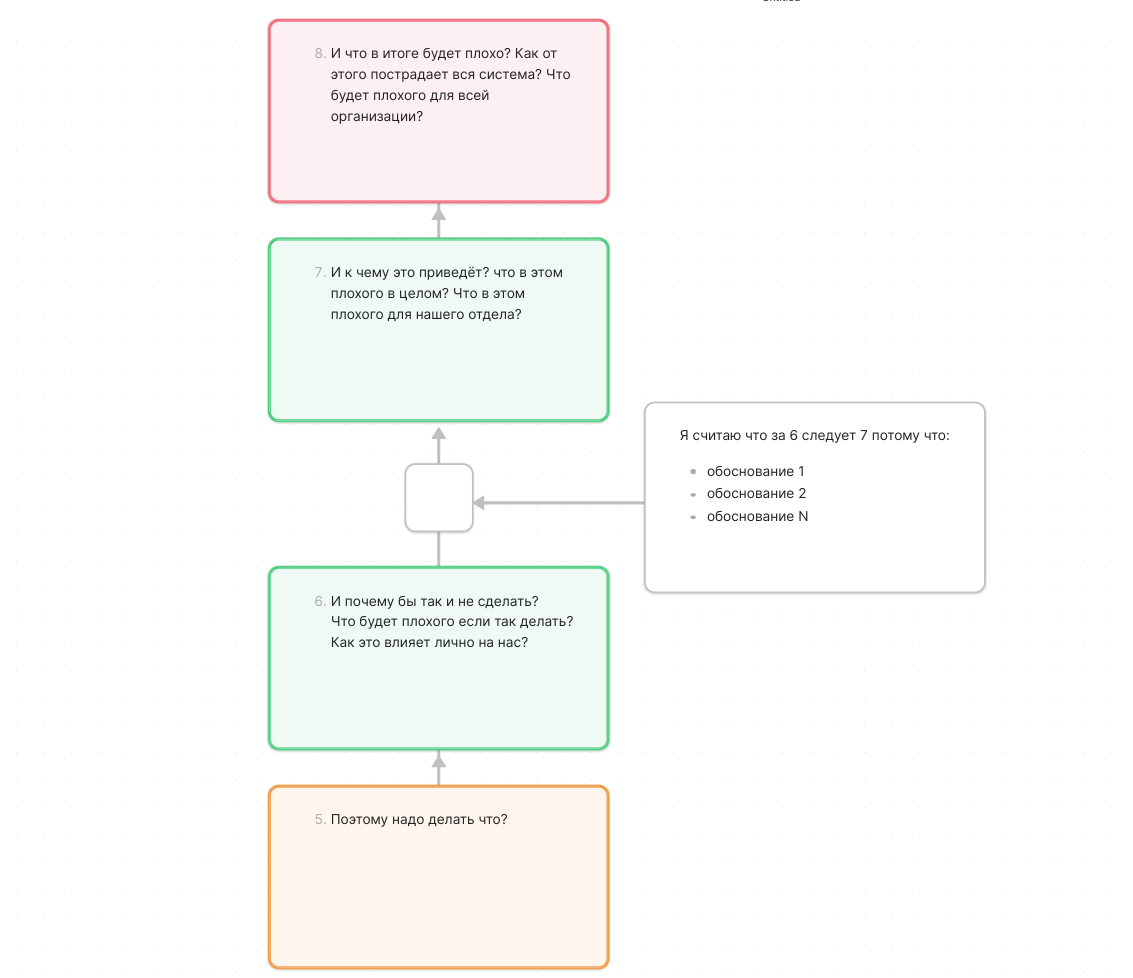 8. И что в итоге будет плохо? Как от
этого пострадает вся система? Что
будет плохого для всей
организации?
7. И к чему это приведёт? что в этом
плохого в целом? Что в этом
плохого для нашего отдела?
Я считаю что за 6 следует 7 потому что:
обоснование 1
обоснование 2
обоснование N
6. И почему бы так и не сделать?
Что будет плохого если так делать?
Как это влияет лично на нас?
5. Поэтому надо делать что?